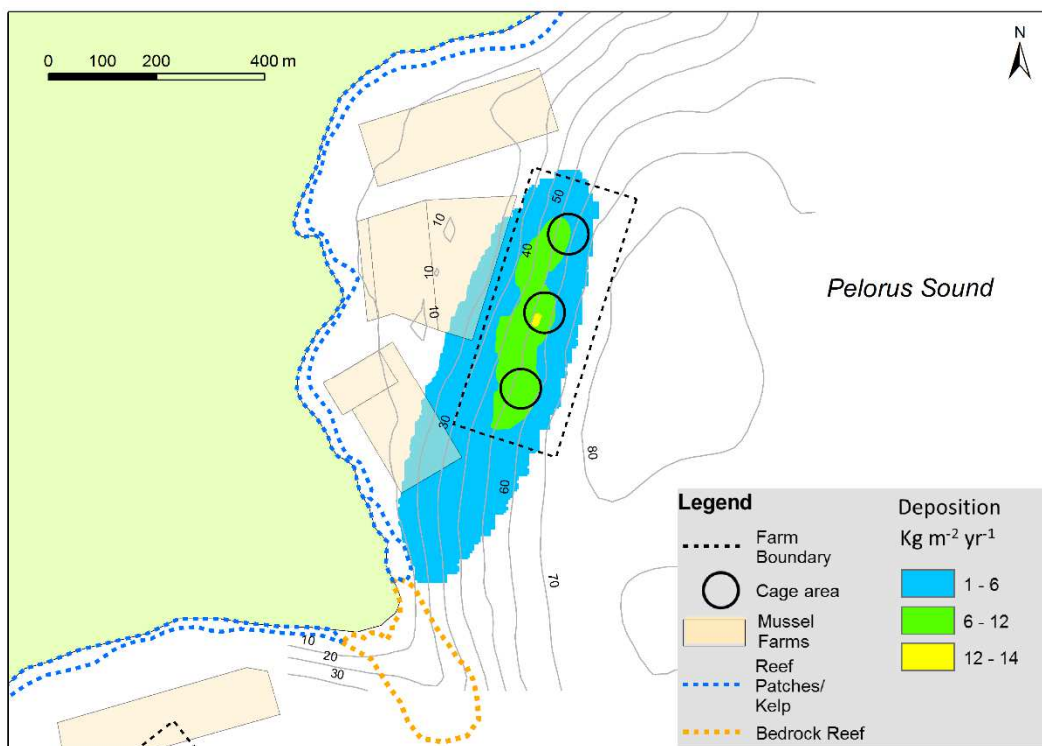 0 100 200 400 m
N
50
10
40
10
10
Pelorus Sound
30
80
60
70
10
20
30
Legend
Farm
Boundary
Cage area
Mussel
Farms
Reef
Patches/
Kelp
Bedrock Reef
Deposition
Kg m⁻² yr⁻¹
1 - 6
6 - 12
12 - 14